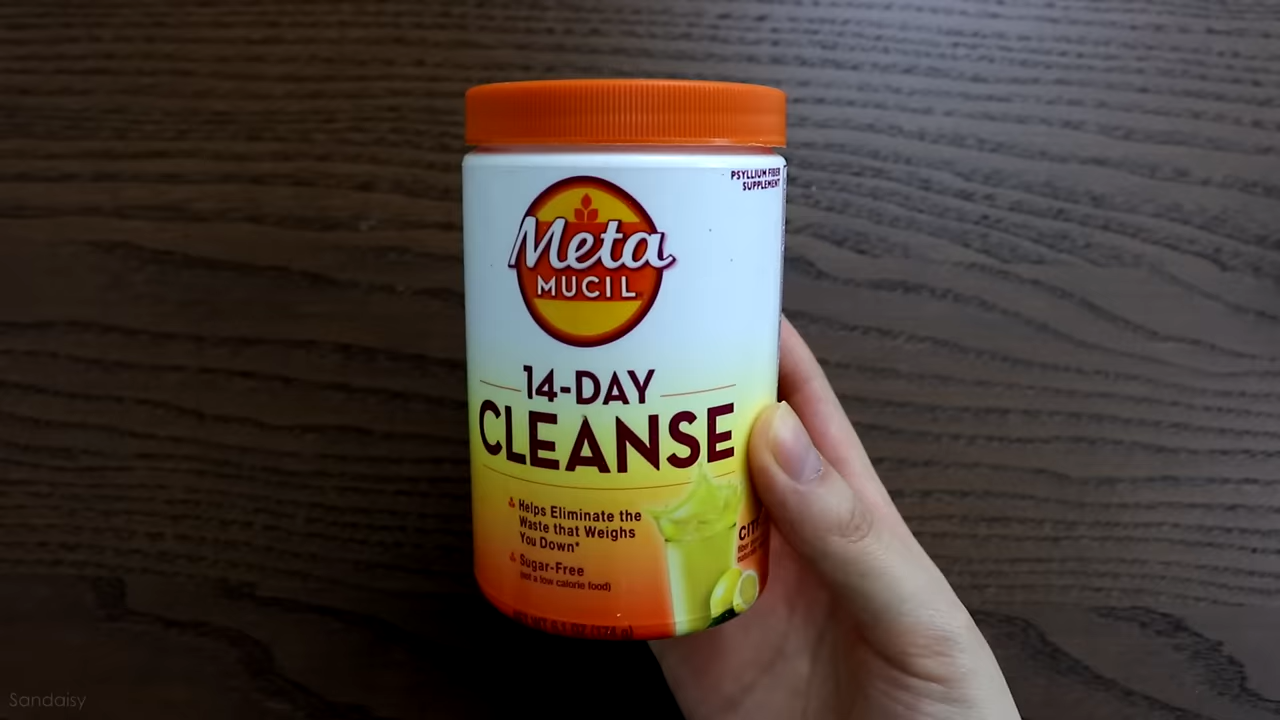 PSYLLIUM FIBER
SUPPLEMENT
Meta
MUCIL
14-DAY
CLEANSE
Helps Eliminate the
Waste that Weighs
You Down*
Sugar-Free
(not a low calorie food)
Sandaisy